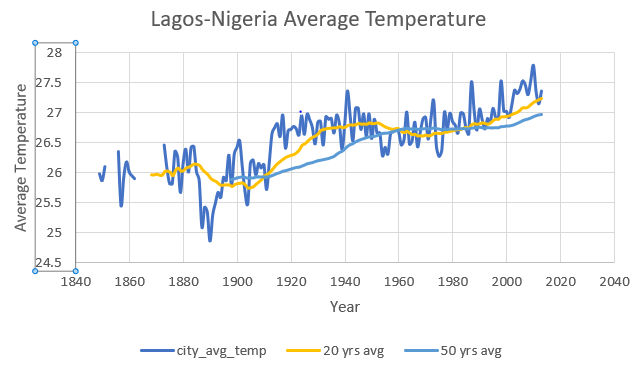 Lagos-Nigeria Average Temperature
28
27.5
27
26.5
26
25.5
25
24.5
Average Temperature
1840 1860 1880 1900 1920 1940 1960 1980 2000 2020 2040
Year
city_avg_temp 20 yrs avg 50 yrs avg